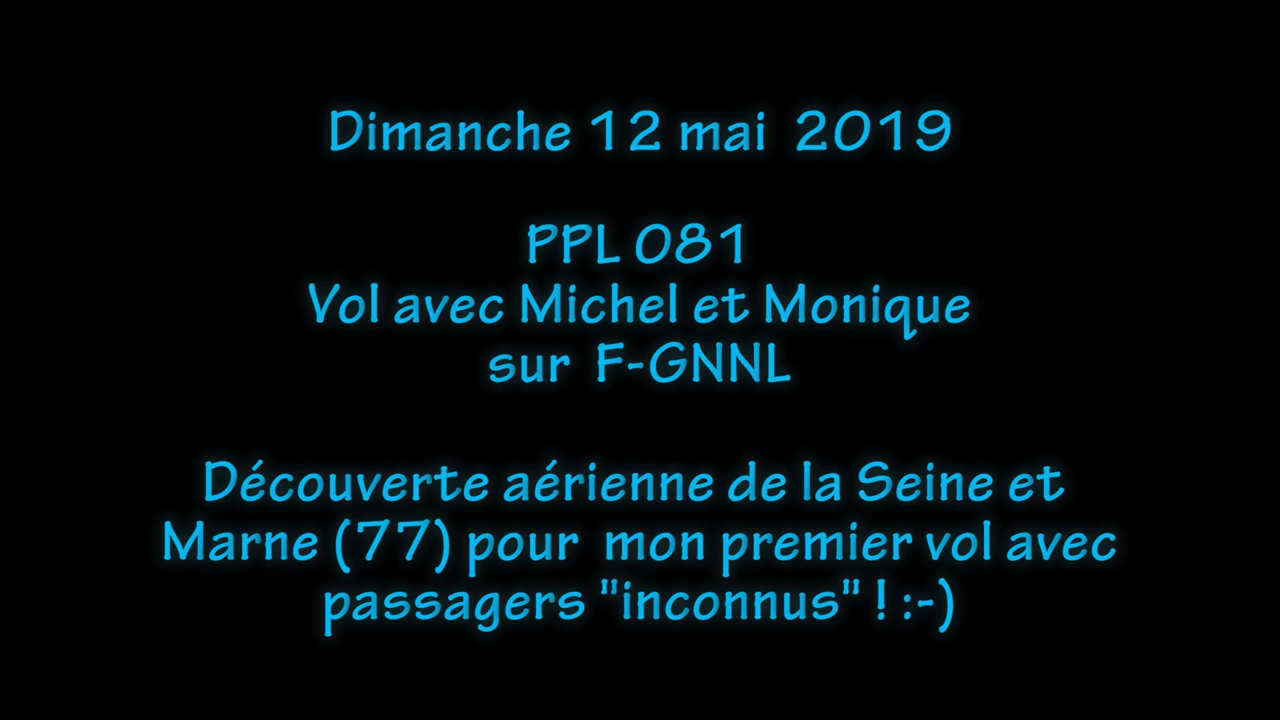 Dimanche 12 mai 2019
PPL 081
Vol avec Michel et Monique
sur F-GNNL
Découverte aérienne de la Seine et
Marne (77) pour mon premier vol avec
passagers "inconnus" ! :-)